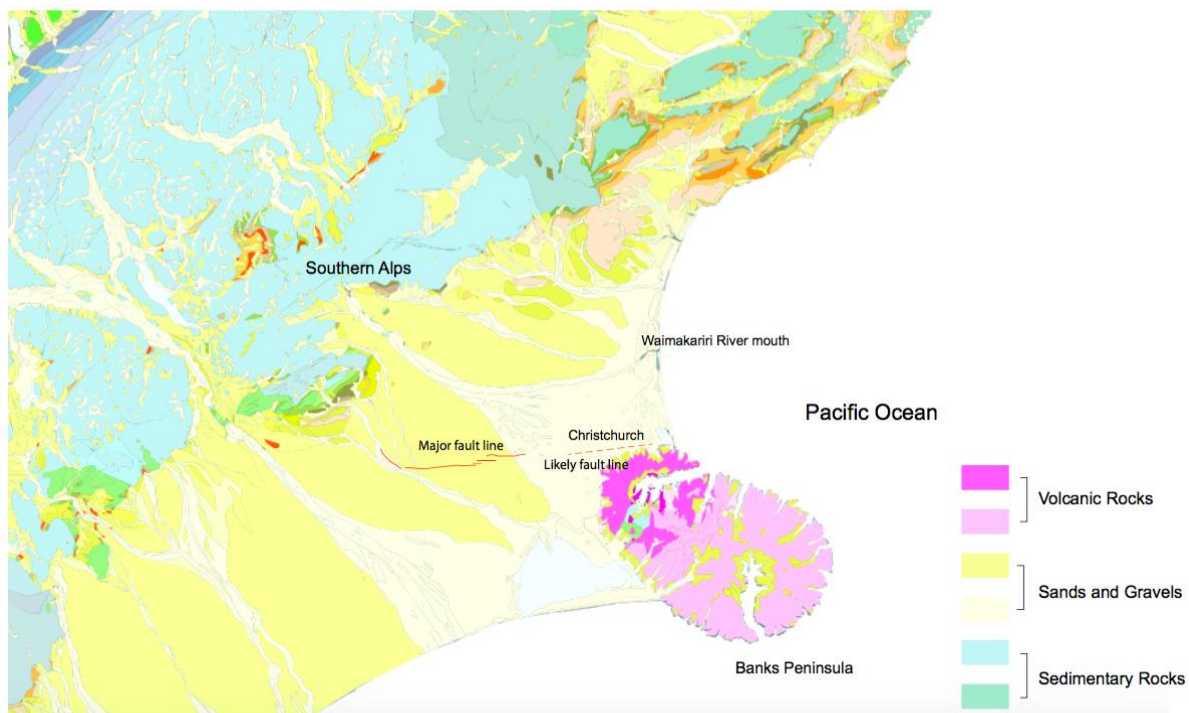 Southern Alps
Waimakariri River mouth
Pacific Ocean
Christchurch
Major fault line
Likely fault line
Volcanic Rocks
Sands and Gravels
Sedimentary Rocks
Banks Peninsula